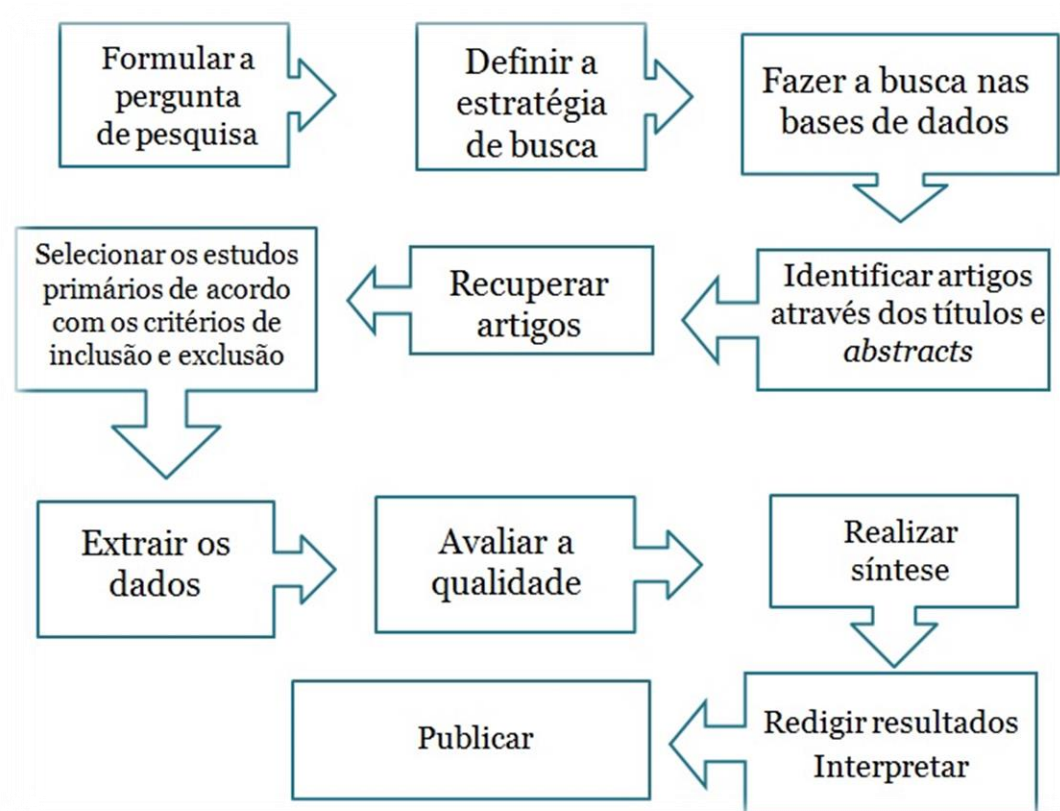 Formular a
pergunta
de pesquisa
Definir a
estratégia
de busca
Fazer a busca nas
bases de dados
Identificar artigos
através dos títulos e
abstracts
Recuperar
artigos
Selecionar os estudos
primários de acordo
com os critérios de
inclusão e exclusão
Extrair os
dados
Avaliar a
qualidade
Realizar
síntese
Redigir resultados
Interpretar
Publicar